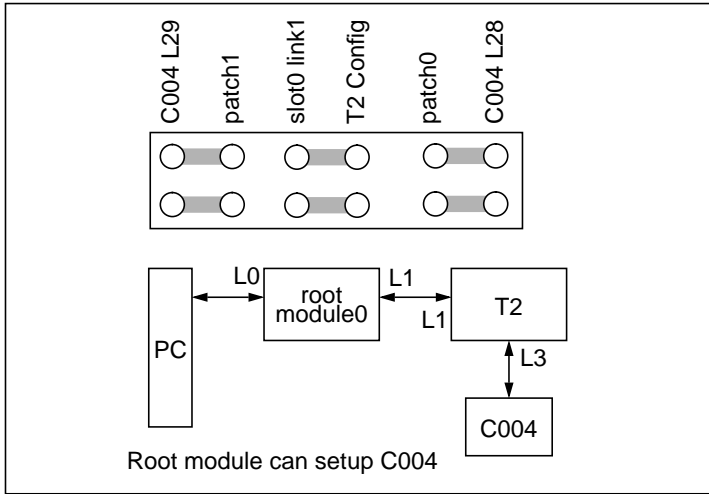 C004 L29
patch1
slot0 link1
T2 Config
patch0
C004 L28
L0
root
module0
L1
L1
T2
PC
L3
C004
Root module can setup C004